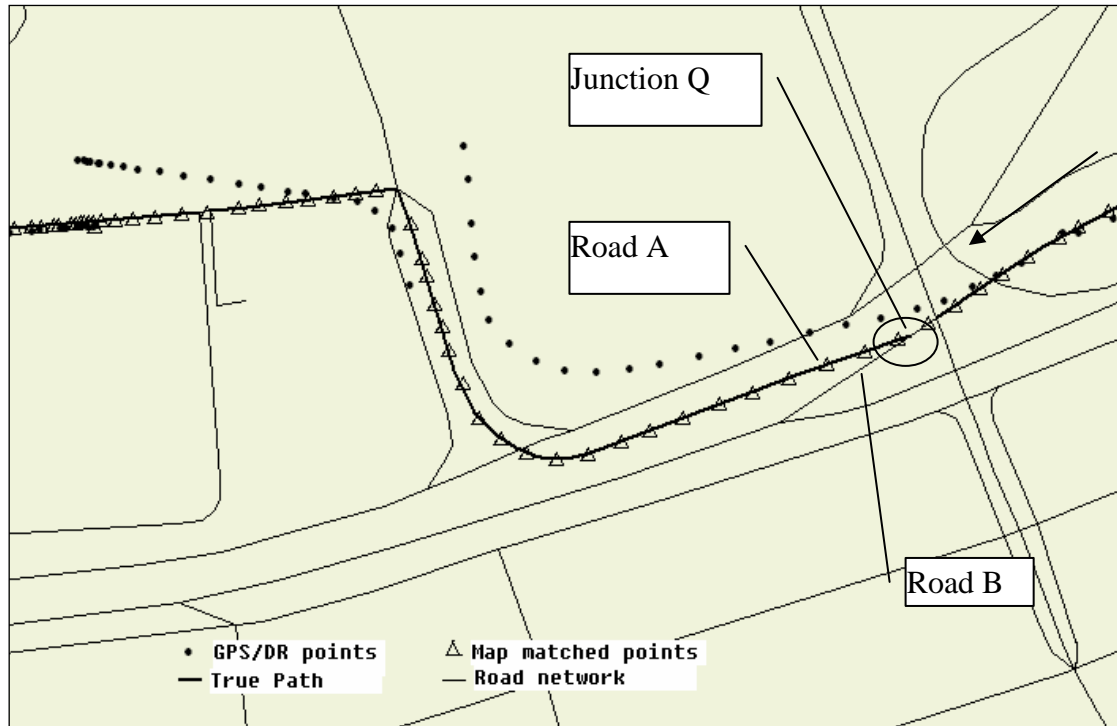 Junction Q
Road A
Road B
GPS/DR points
Map matched points
True Path
Road network